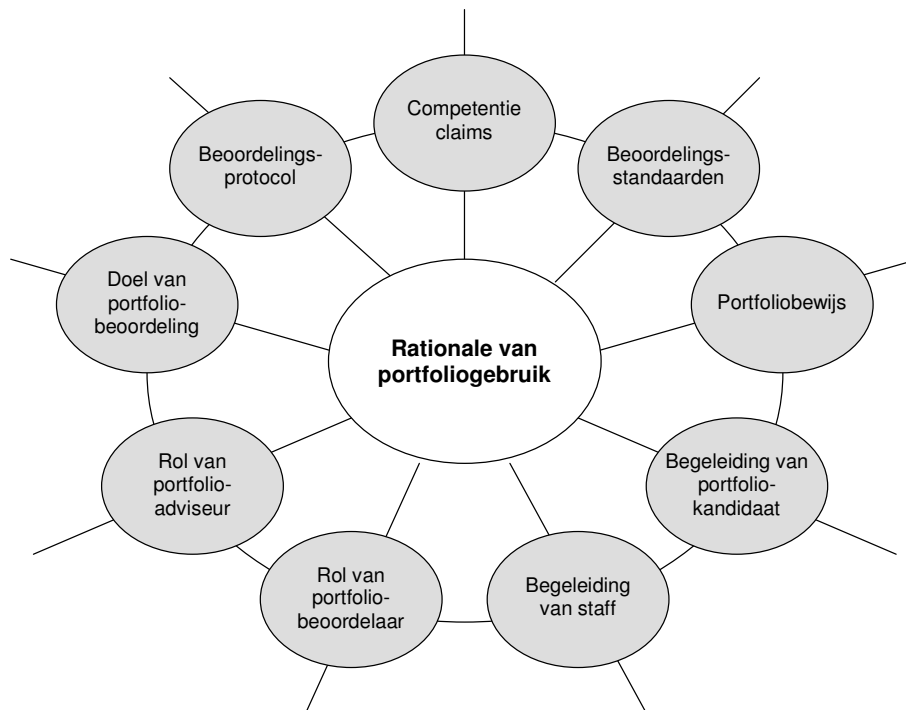 Competentie
claims
Beoordelings-
protocol
Beoordelings-
standaarden
Doel van
portfolio-
beoordeling
Portfoliobewijs
Rationale van
portfoliogebruik
Rol van
portfolio-
adviseur
Begeleiding van
portfolio-
kandidaat
Rol van
portfolio-
beoordelaar
Begeleiding
van staff